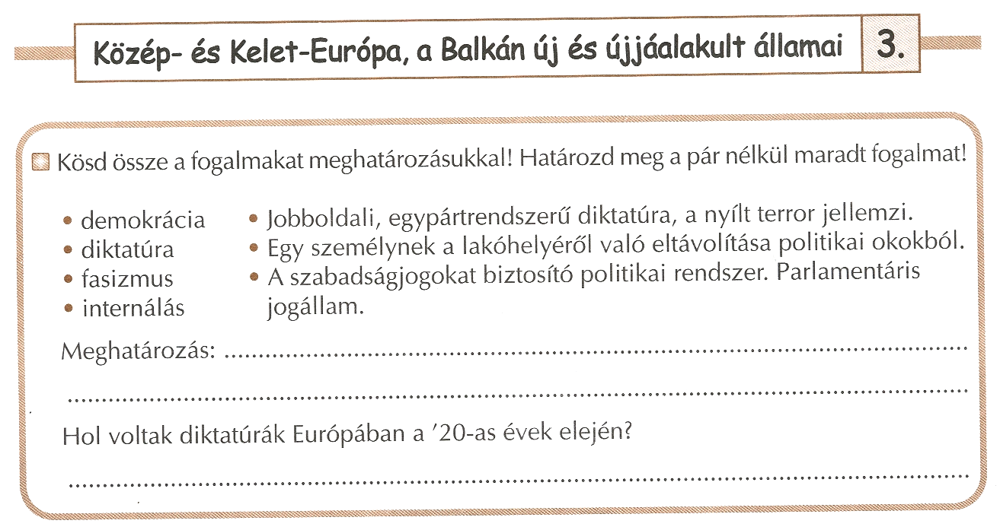 Közép- és Kelet-Európa, a Balkán új és újjáalakult államai 3.
Kösd össze a fogalmakat meghatározásukkal! Határozd meg a pár nélkül maradt fogalmat!
• demokrácia • Jobboldali, egypártrendszerű diktatúra, a nyílt terror jellemzi.
• diktatúra • Egy személynek a lakóhelyéről való eltávolítása politikai okokból.
• fasizmus • A szabadságjogokat biztosító politikai rendszer. Parlamentáris
• internálás jogállam.
Meghatározás: ................................................................
................................................................
Hol voltak diktatúrák Európában a ’20-as évek elején?
................................................................